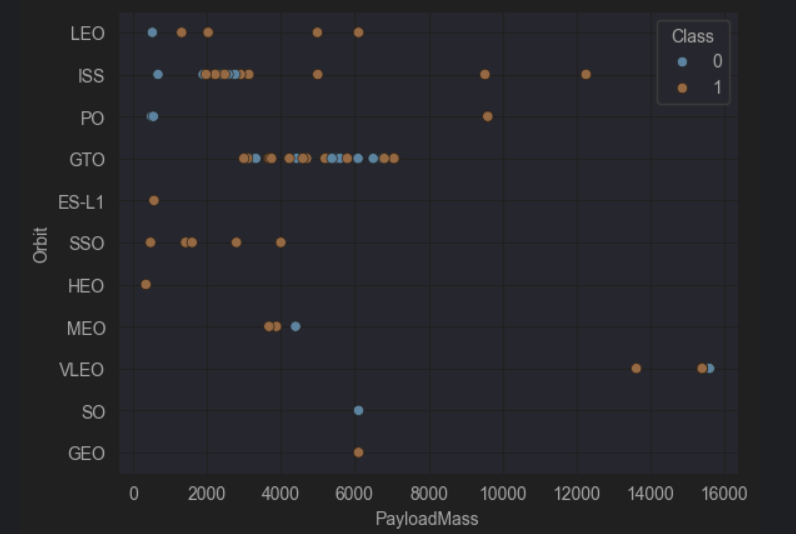 LEO
ISS
PO
GTO
ES-L1
SSO
HEO
MEO
VLEO
SO
GEO
Orbit
0 2000 4000 6000 8000 10000 12000 14000 16000
PayloadMass
Class
0
1